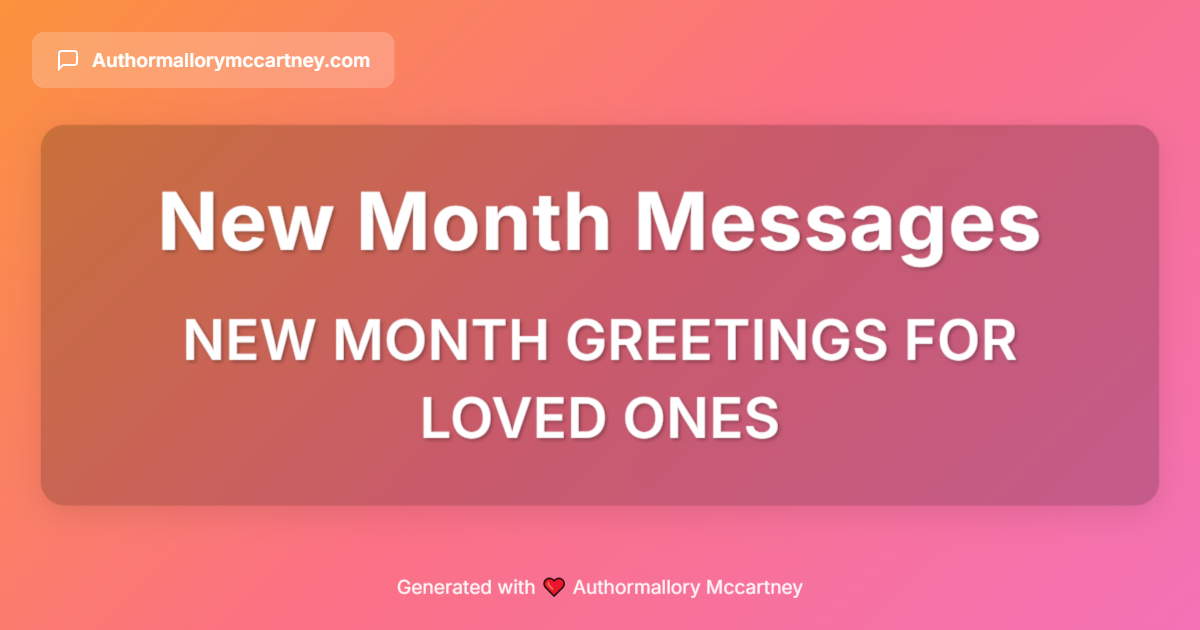 Authormallorymccartney.com
New Month Messages
NEW MONTH GREETINGS FOR
LOVED ONES
Generated with ❤️ Authormallory Mccartney